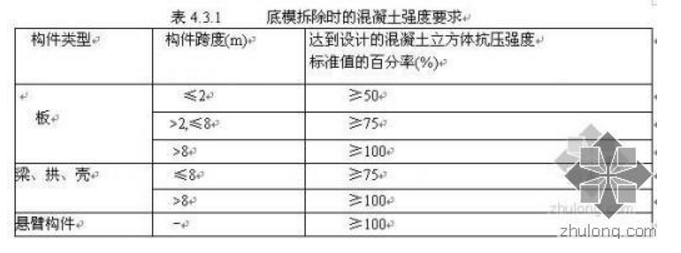 表 4.3.1 底模拆除时的混凝土强度要求
构件类型 构件跨度(m) 达到设计的混凝土立方体抗压强度
标准值的百分率(%)
板 ≤2 ≥50
>2,≤8 ≥75
>8 ≥100
梁、拱、壳 ≤8 ≥75
>8 ≥100
悬臂构件 - ≥100
zhulong.com
zhulong.com